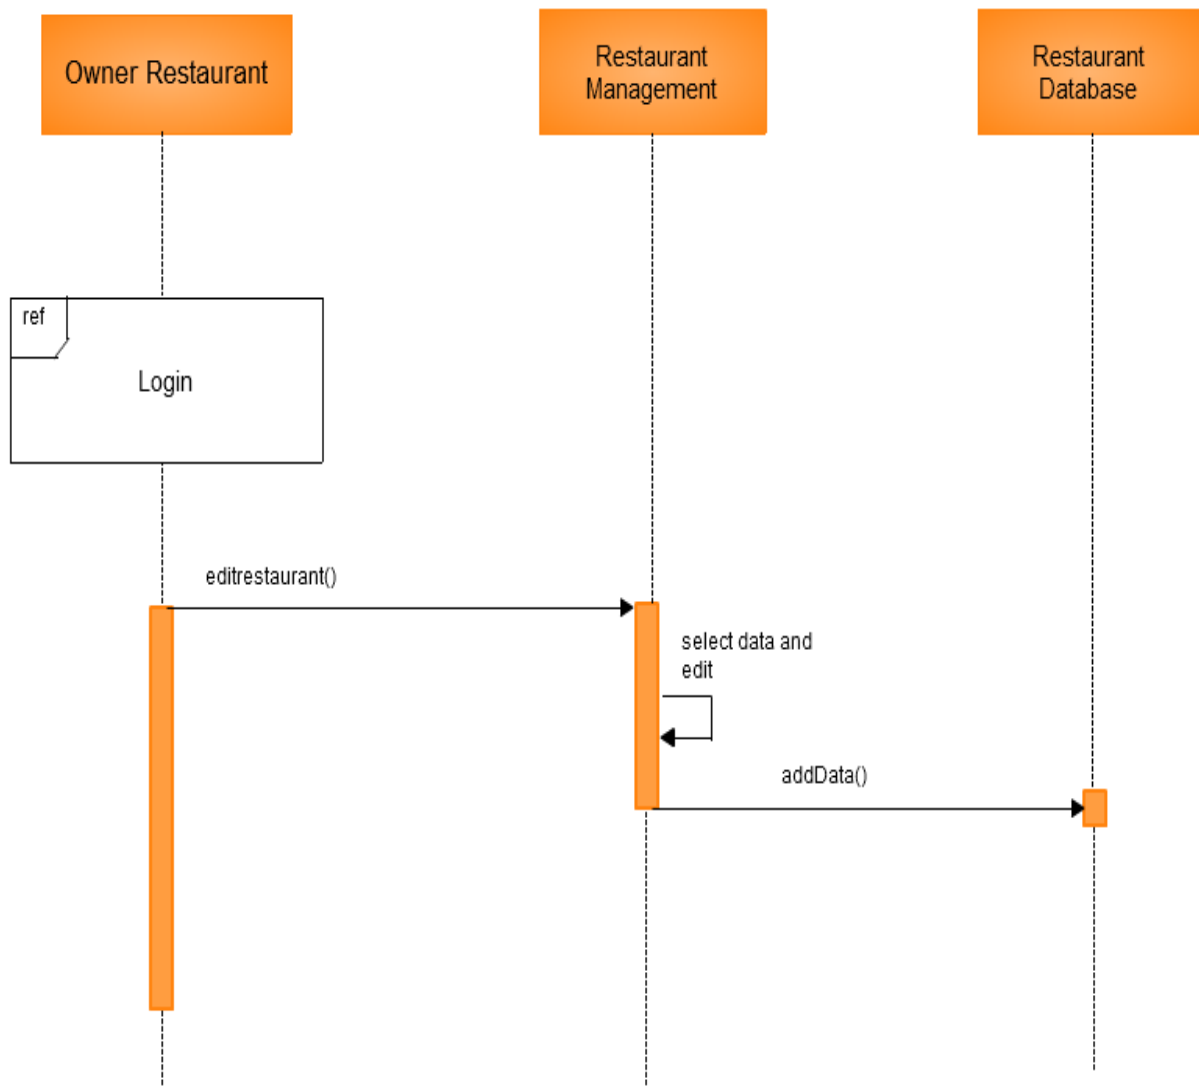 Owner Restaurant
Restaurant
Management
Restaurant
Database
ref
Login
editrestaurant()
select data and
edit
addData()